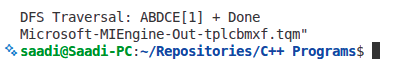 DFS Traversal: ABDCE[1] + Done
Microsoft-MIEngine-Out-tplcbmxf.tqm"
saadi@Saadi-PC:~/Repositories/C++ Programs$